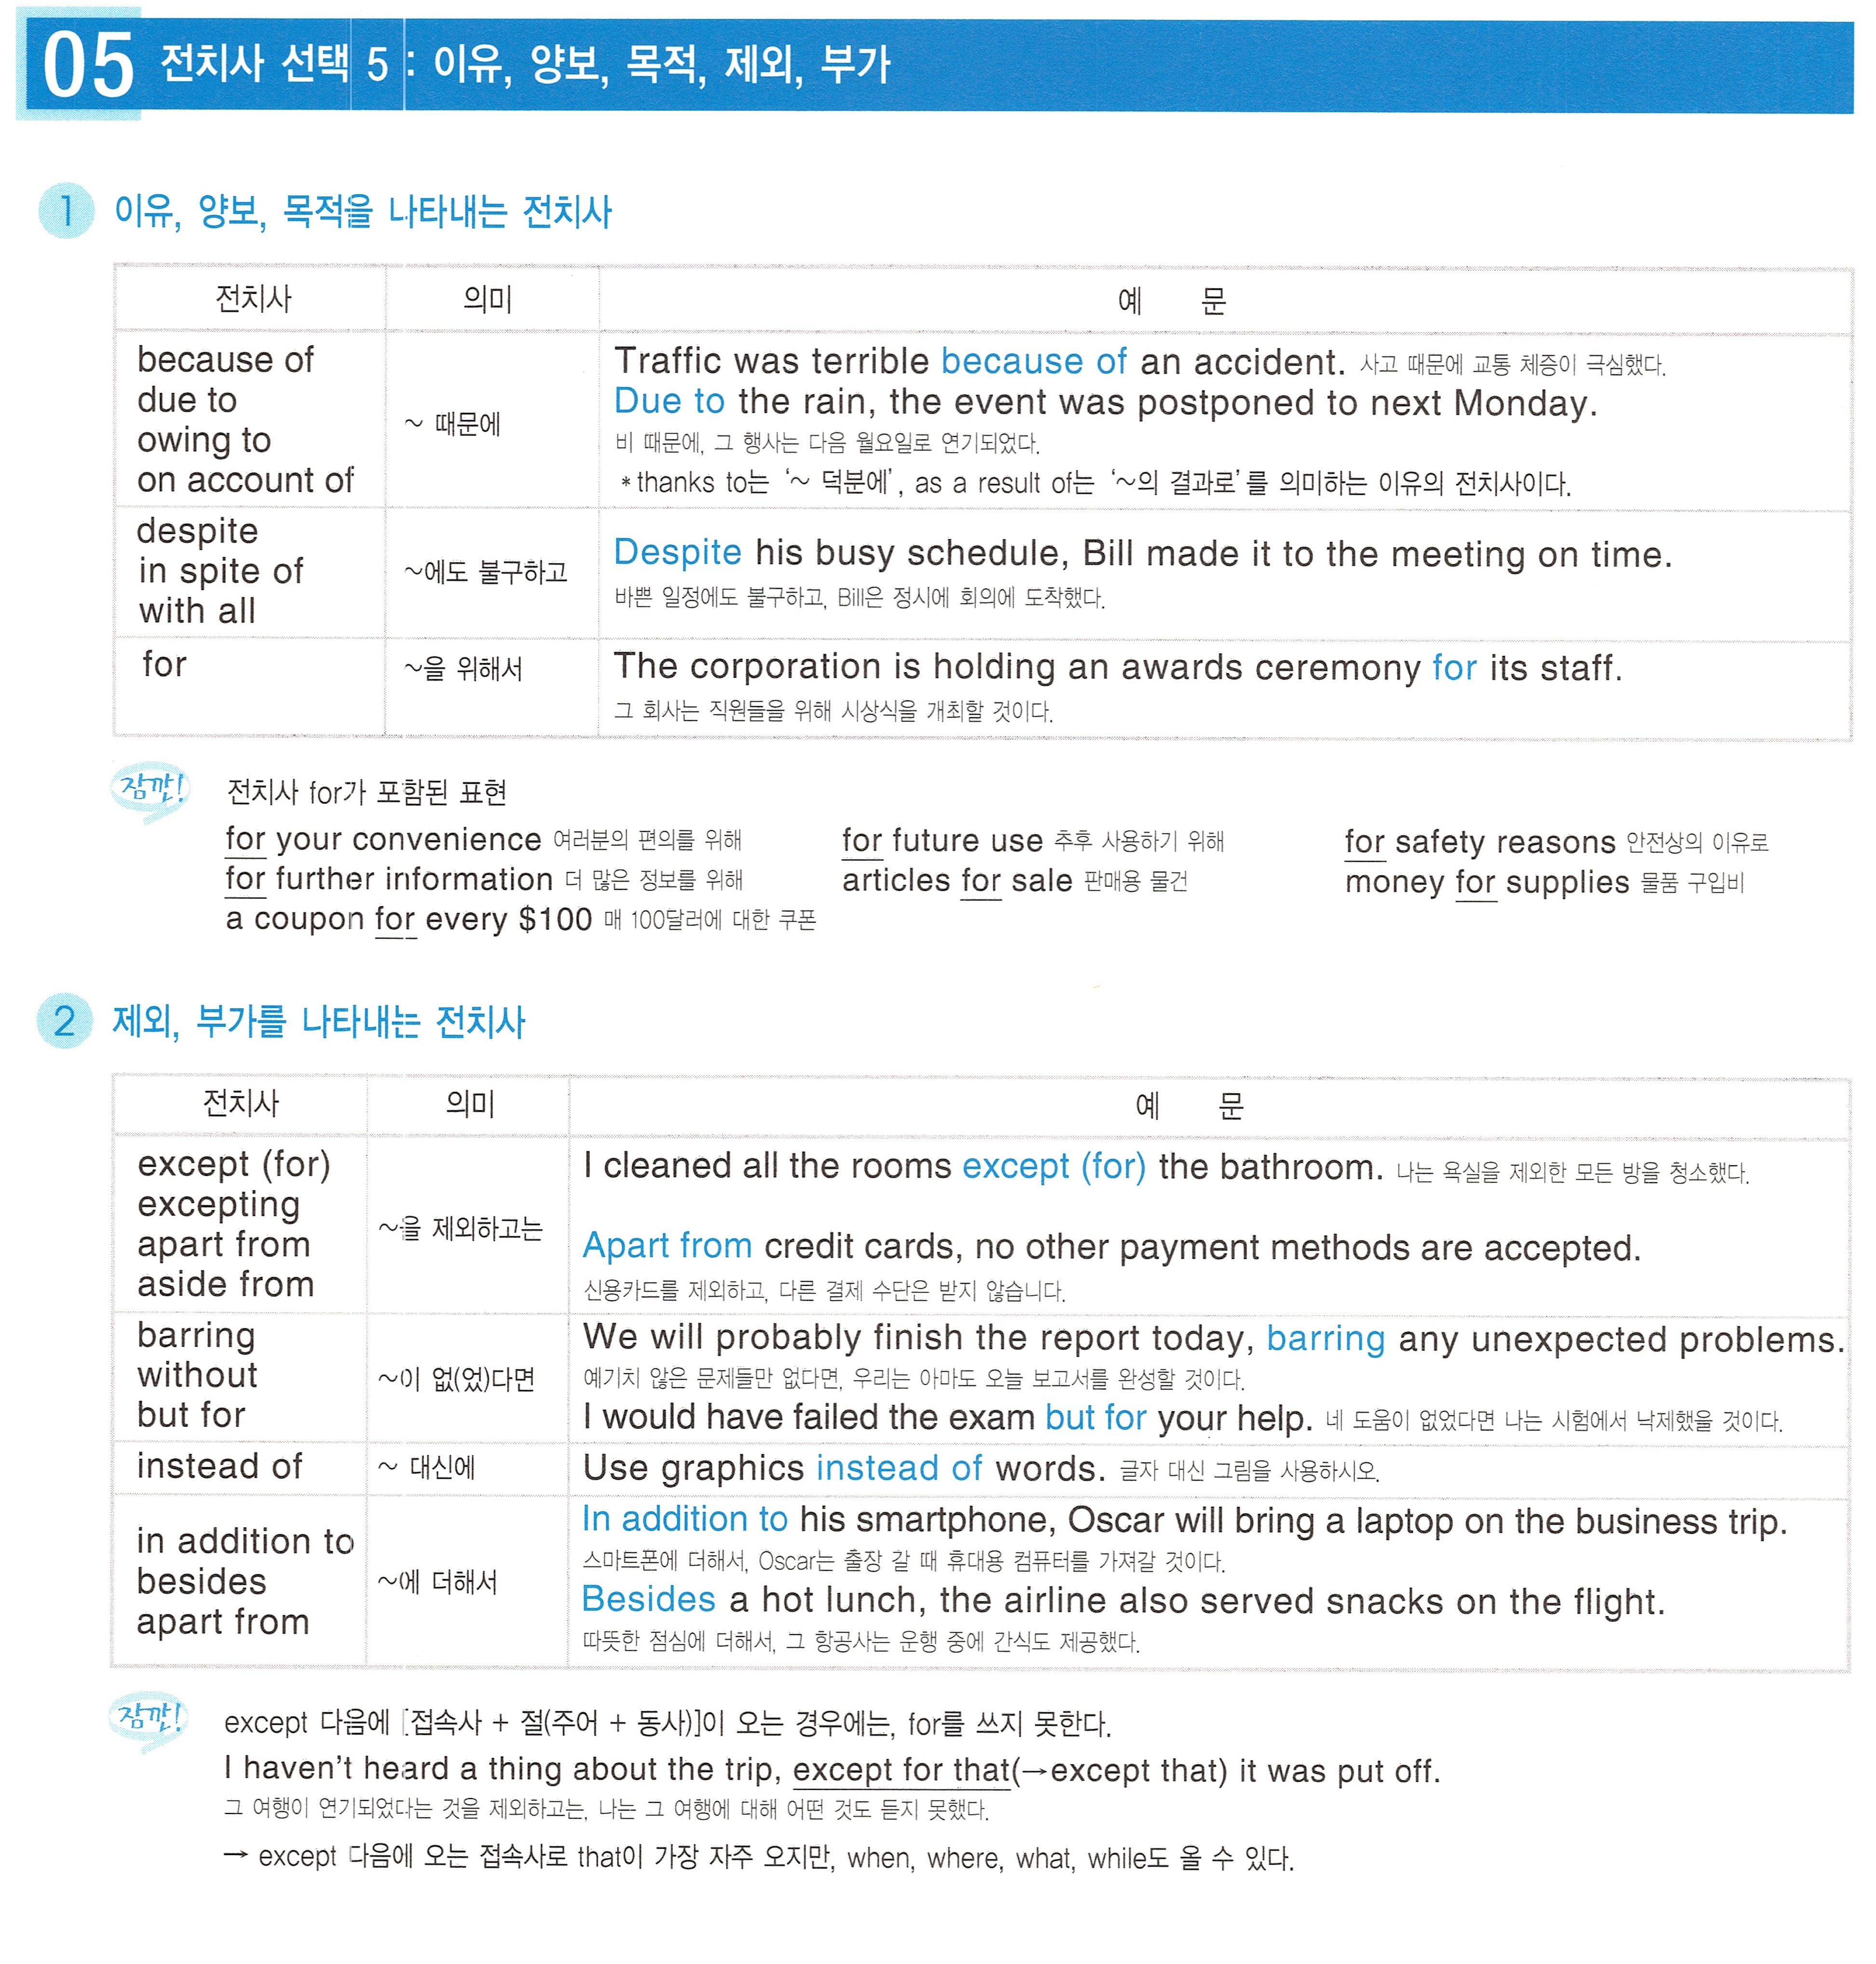 05 전치사 선택 5 : 이유, 양보, 목적, 제외, 부가
1 이유, 양보, 목적을 나타내는 전치사
전치사 의미 예 문
because of
due to
owing to
on account of
~ 때문에
Traffic was terrible because of an accident. 사고 때문에 교통 체증이 극심했다.
Due to the rain, the event was postponed to next Monday.
비 때문에, 그 행사는 다음 월요일로 연기되었다.
*thanks to는 ‘~ 덕분에’, as a result of는 ‘~의 결과로’를 의미하는 이유의 전치사이다.
despite
in spite of
with all
~에도 불구하고
Despite his busy schedule, Bill made it to the meeting on time.
바쁜 일정에도 불구하고, Bill은 정시에 회의에 도착했다.
for
~을 위해서
The corporation is holding an awards ceremony for its staff.
그 회사는 직원들을 위해 시상식을 개최할 것이다.
잠깐! 전치사 for가 포함된 표현
for your convenience 여러분의 편의를 위해 for future use 추후 사용하기 위해 for safety reasons 안전상의 이유로
for further information 더 많은 정보를 위해 articles for sale 판매용 물건 money for supplies 물품 구입비
a coupon for every $100 매 100달러에 대한 쿠폰
2 제외, 부가를 나타내는 전치사
전치사 의미 예 문
except (for)
excepting
apart from
aside from
~을 제외하고는
I cleaned all the rooms except (for) the bathroom. 나는 욕실을 제외한 모든 방을 청소했다.
Apart from credit cards, no other payment methods are accepted.
신용카드를 제외하고, 다른 결제 수단은 받지 않습니다.
barring
without
but for
~이 없(었)다면
We will probably finish the report today, barring any unexpected problems.
예기치 않은 문제들만 없다면, 우리는 아마도 오늘 보고서를 완성할 것이다.
I would have failed the exam but for your help. 네 도움이 없었다면 나는 시험에서 낙제했을 것이다.
instead of
~ 대신에
Use graphics instead of words. 글자 대신 그림을 사용하시오.
in addition to
besides
apart from
~에 더해서
In addition to his smartphone, Oscar will bring a laptop on the business trip.
스마트폰에 더해서, Oscar는 출장 갈 때 휴대용 컴퓨터를 가져갈 것이다.
Besides a hot lunch, the airline also served snacks on the flight.
따뜻한 점심에 더해서, 그 항공사는 운행 중에 간식도 제공했다.
잠깐! except 다음에 [접속사 + 절(주어 + 동사)]이 오는 경우에는, for를 쓰지 못한다.
I haven’t heard a thing about the trip, except for that(→except that) it was put off.
그 여행이 연기되었다는 것을 제외하고는, 나는 그 여행에 대해 어떤 것도 듣지 못했다.
→ except 다음에 오는 접속사로 that이 가장 자주 오지만, when, where, what, while도 올 수 있다.